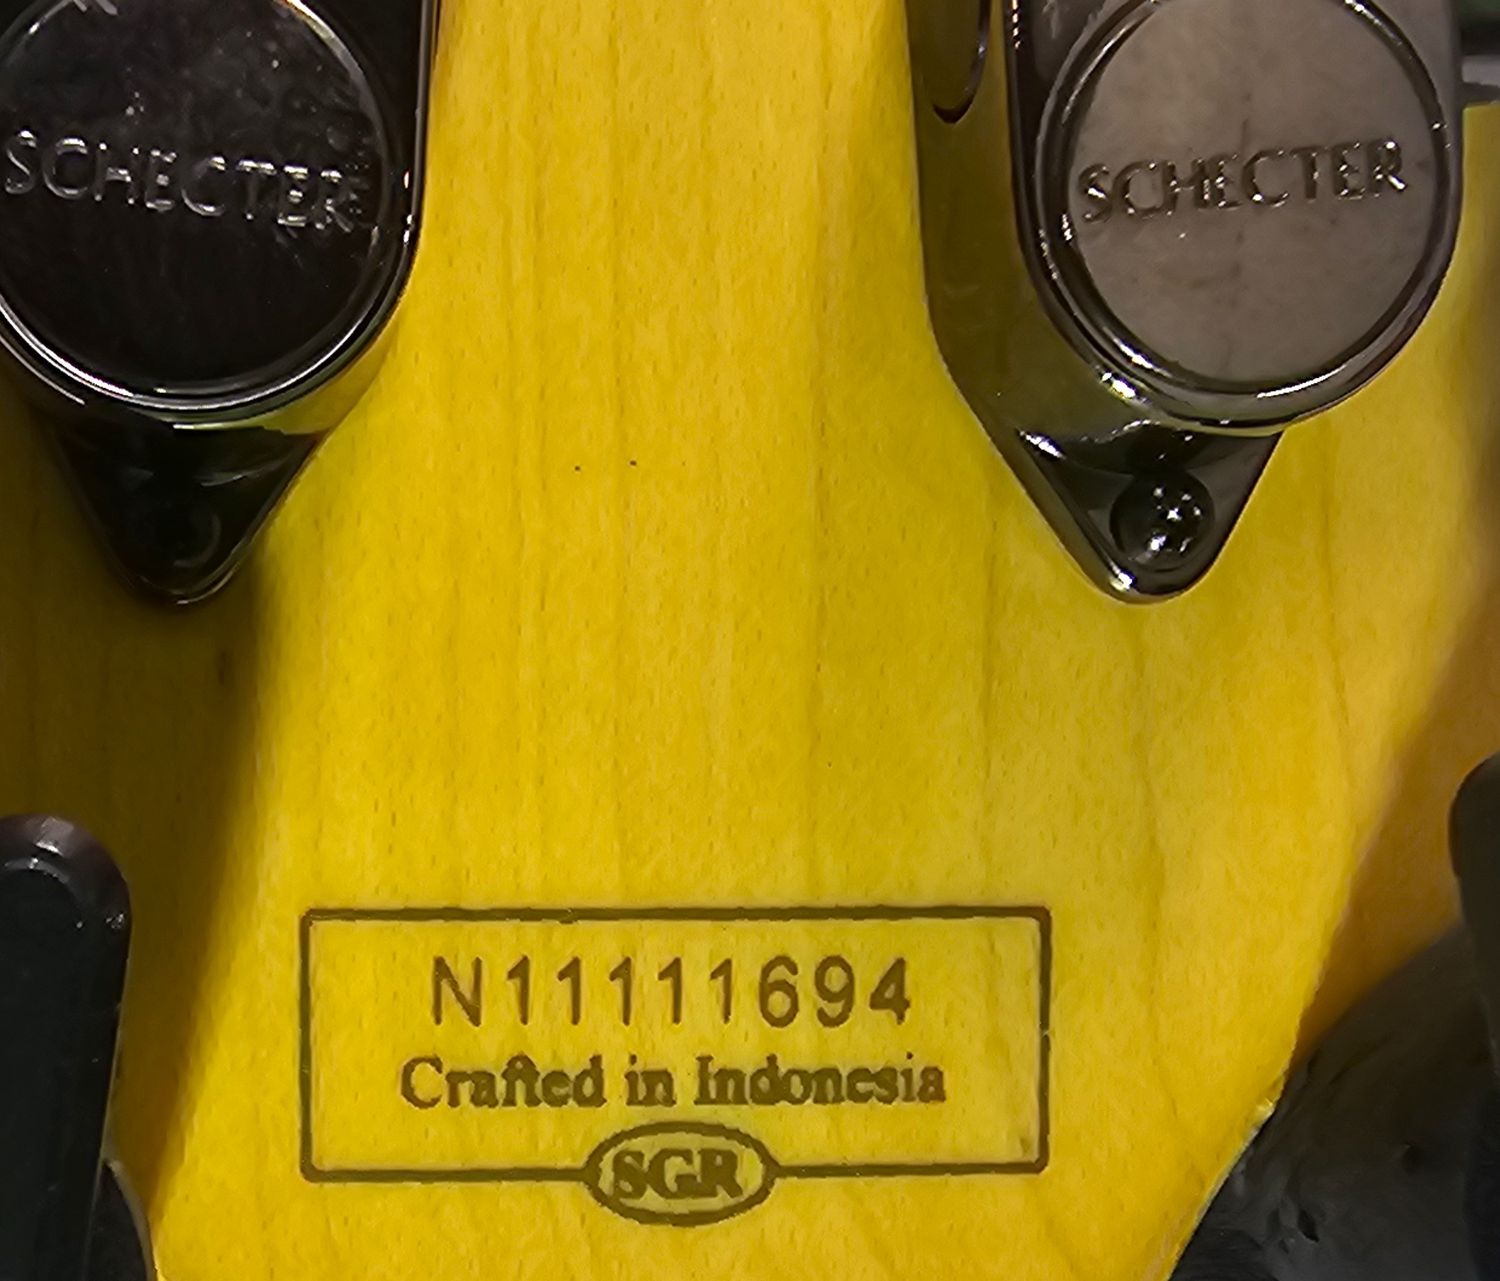 SCHECTER
SCHECTER
N11111694
Crafted in Indonesia
SGR